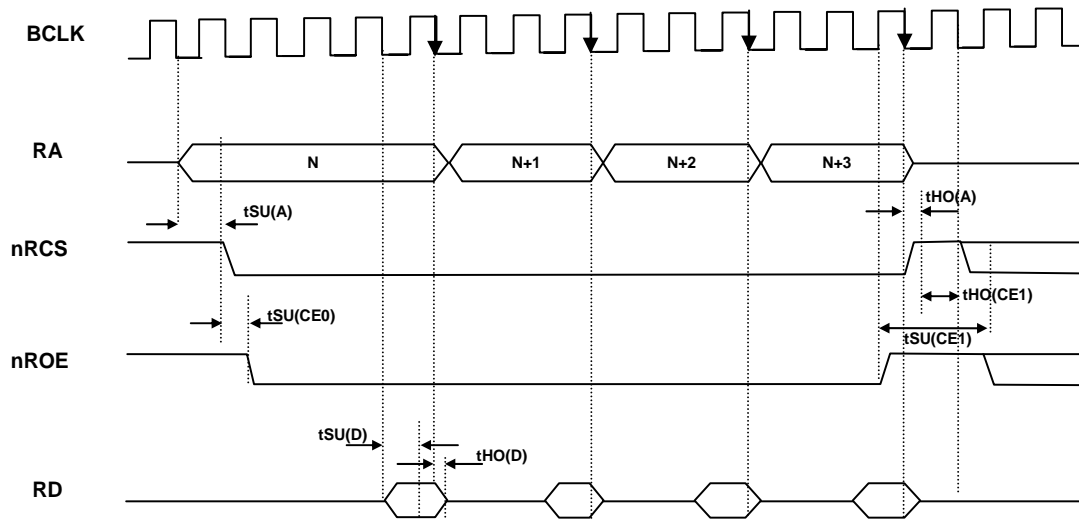 BCLK
RA
N
N+1
N+2
N+3
tSU(A)
tHO(A)
nRCS
tHO(CE1)
tSU(CE0)
tSU(CE1)
nROE
tSU(D)
tHO(D)
RD